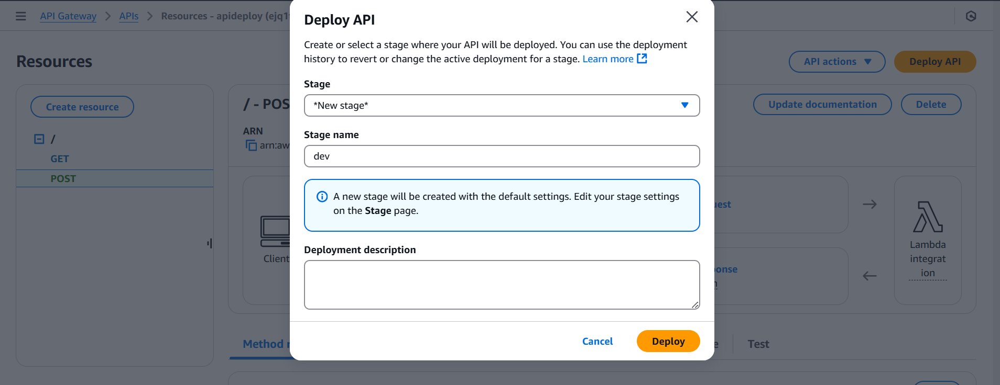 API Gateway
APIs
Resources - apideploy (ejq1
Deploy API
Create or select a stage where your API will be deployed. You can use the deployment
history to revert or change the active deployment for a stage. Learn more
Stage
*New stage*
Stage name
dev
A new stage will be created with the default settings. Edit your stage settings
on the Stage page.
Deployment description
Cancel
Deploy
Resources
API actions
Deploy API
Create resource
/
GET
POST
/ - POS
Update documentation
Delete
ARN
arn:aw
Client
Lambda
integrat
ion
Method
Test